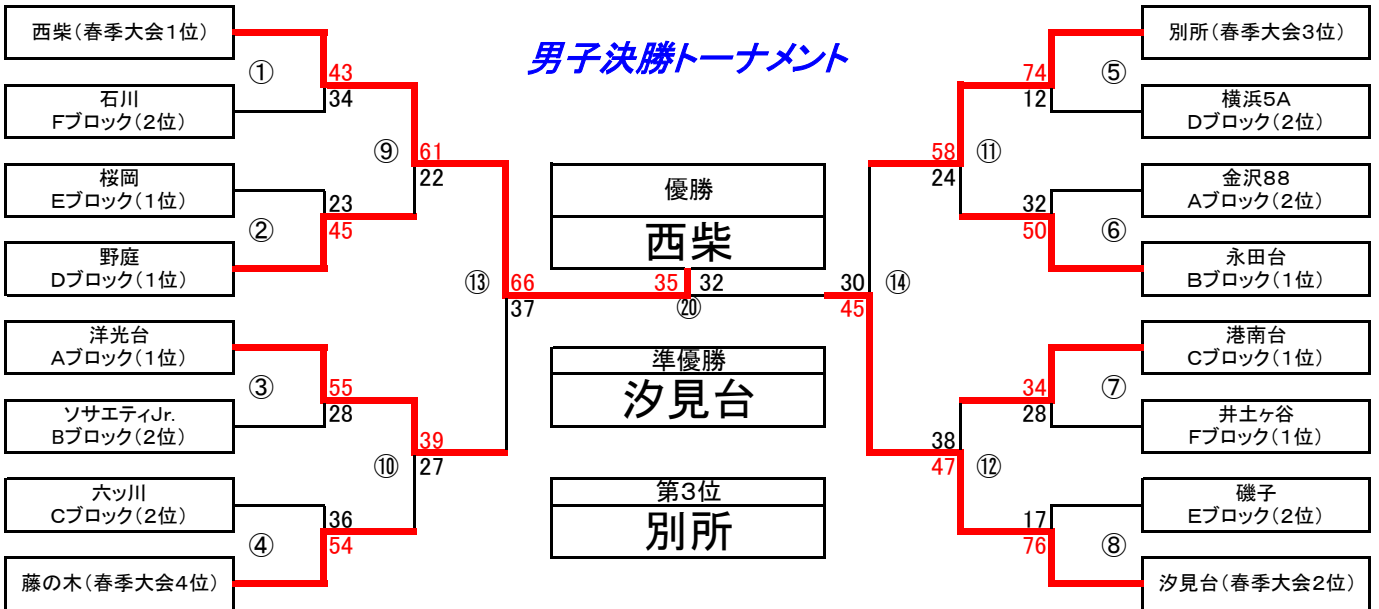 男子決勝トーナメント
西柴(春季大会1位)
①
43
34
石川
Fブロック(2位)
⑨
61
22
桜岡
Eブロック(1位)
②
23
45
野庭
Dブロック(1位)
⑬
66
37
洋光台
Aブロック(1位)
③
55
28
ソサエティJr.
Bブロック(2位)
⑩
39
27
六ッ川
Cブロック(2位)
④
36
54
藤の木(春季大会4位)
優勝
西柴
35
32
⑳
準優勝
汐見台
第3位
別所
別所(春季大会3位)
74
12
⑤
横浜5A
Dブロック(2位)
58
24
⑪
金沢88
Aブロック(2位)
32
50
⑥
永田台
Bブロック(1位)
30
45
⑭
港南台
Cブロック(1位)
34
28
⑦
井土ヶ谷
Fブロック(1位)
38
47
⑫
磯子
Eブロック(2位)
17
76
⑧
汐見台(春季大会2位)